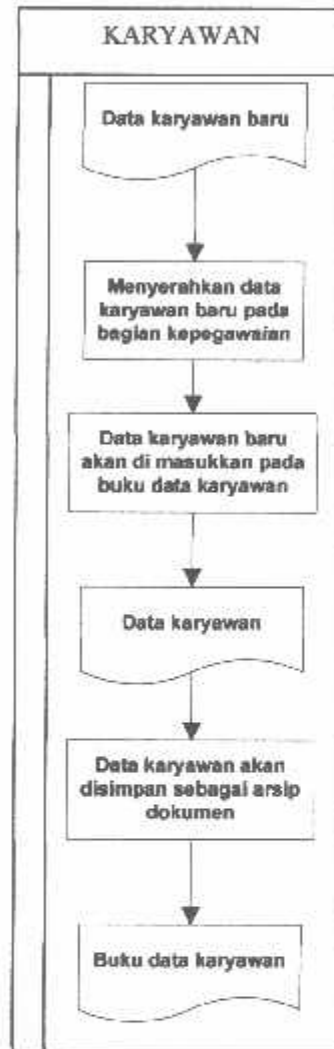 KARYAWAN
Data karyawan baru
Menyerahkan data
karyawan baru pada
bagian kepegawaian
Data karyawan baru
akan di masukkan pada
buku data karyawan
Data karyawan
Data karyawan akan
disimpan sebagai arsip
dokumen
Buku data karyawan